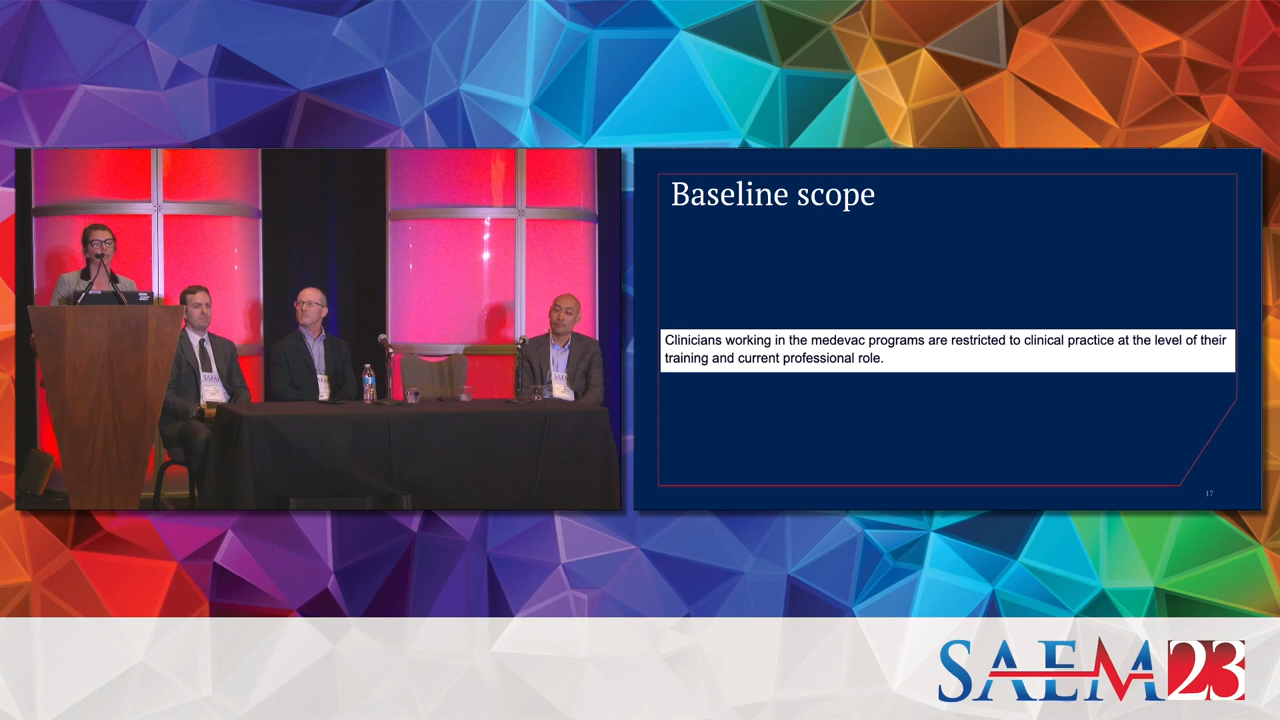 Baseline scope
Clinicians working in the medevac programs are restricted to clinical practice at the level of their
training and current professional role.
17
SAEM23